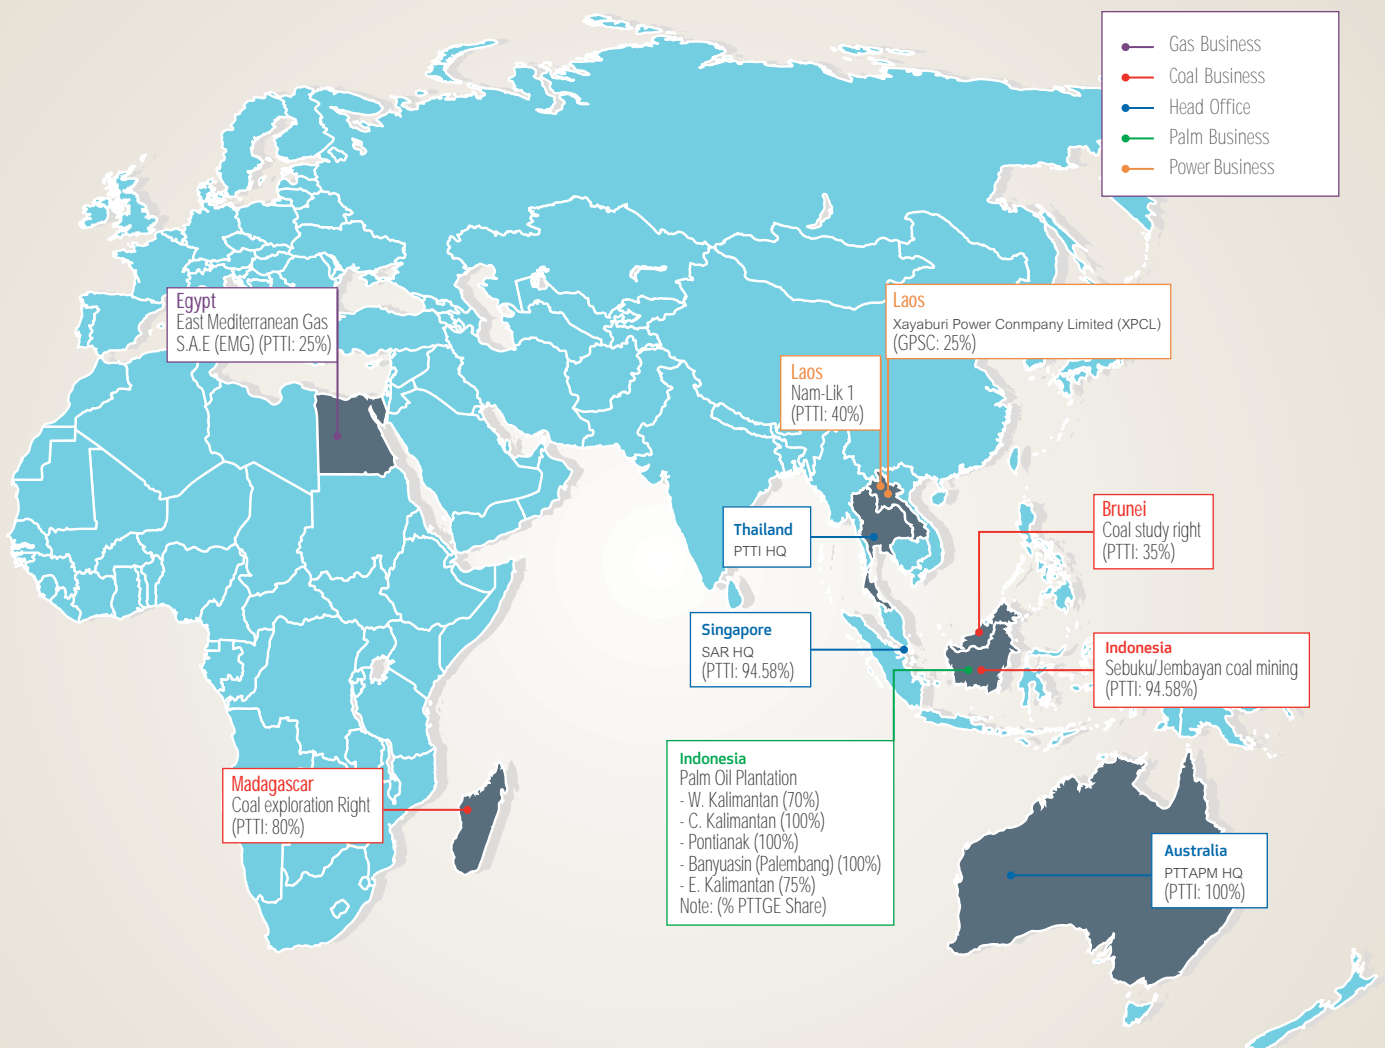 Gas Business
Coal Business
Head Office
Palm Business
Power Business
Egypt
East Mediterranean Gas
S.A.E (EMG) (PTTI: 25%)
Laos
Xayaburi Power Conmpany Limited (XPCL)
(GPSC: 25%)
Laos
Nam-Lik 1
(PTTI: 40%)
Thailand
PTTI HQ
Brunei
Coal study right
(PTTI: 35%)
Singapore
SAR HQ
(PTTI: 94.58%)
Indonesia
Sebuku/Jembayan coal mining
(PTTI: 94.58%)
Indonesia
Palm Oil Plantation
- W. Kalimantan (70%)
- C. Kalimantan (100%)
- Pontianak (100%)
- Banyuasin (Palembang) (100%)
- E. Kalimantan (75%)
Note: (% PTTGE Share)
Madagascar
Coal exploration Right
(PTTI: 80%)
Australia
PTTAPM HQ
(PTTI: 100%)